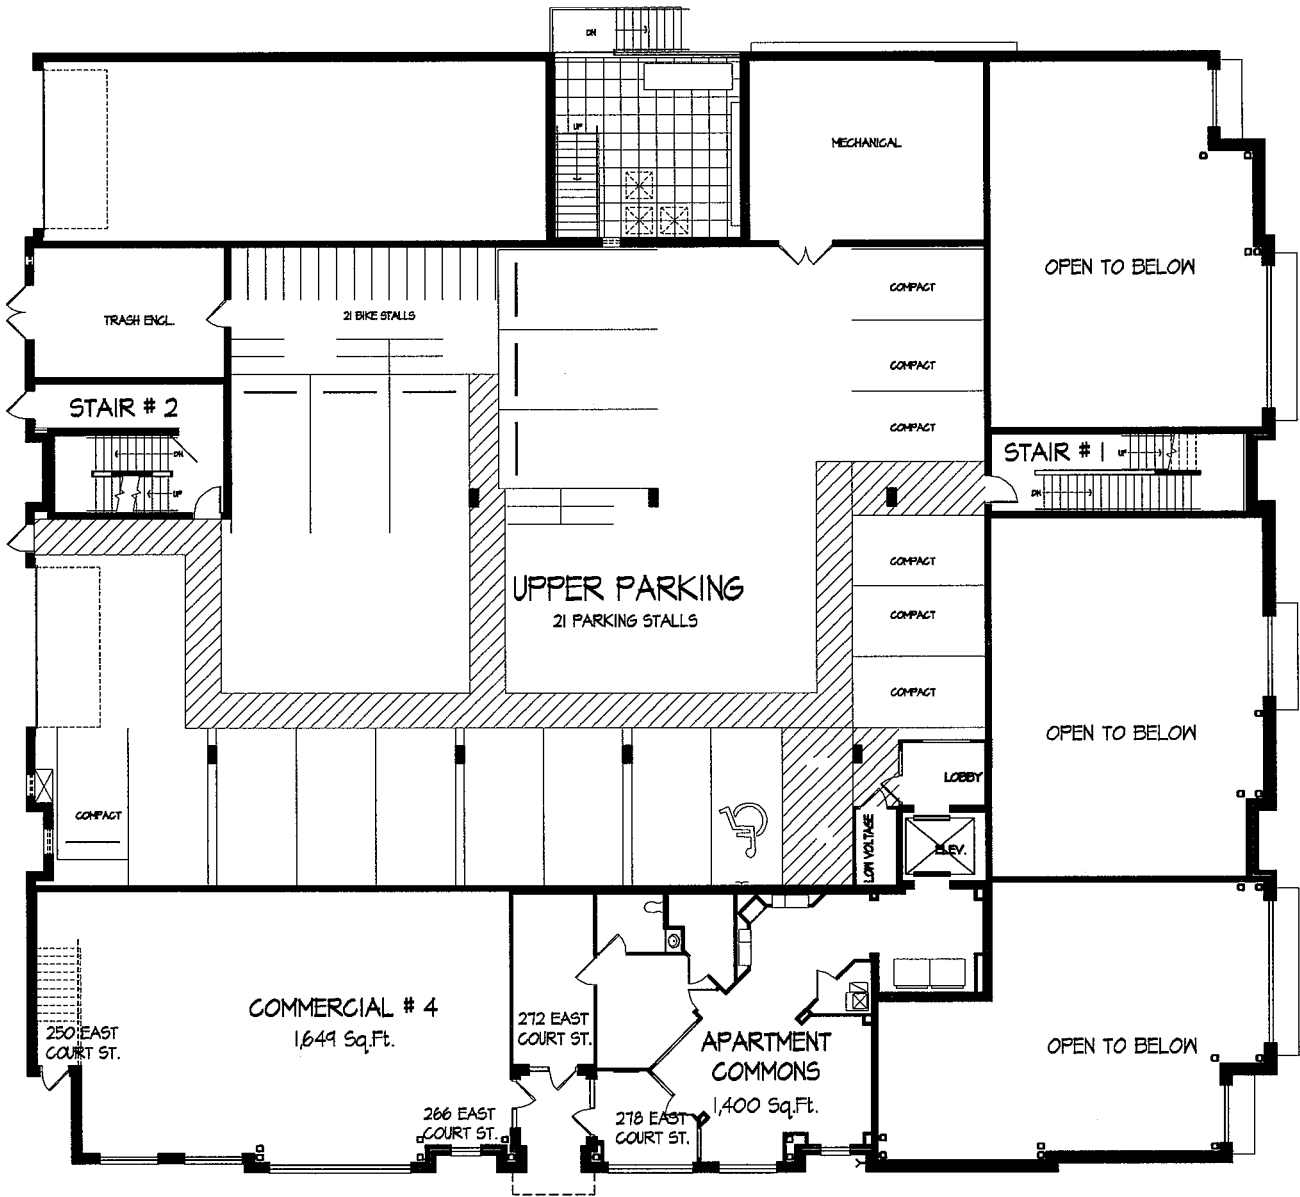 DN
UP
MECHANICAL
OPEN TO BELOW
COMPACT
TRASH ENCL.
21 BIKE STALLS
COMPACT
STAIR # 2
COMPACT
DN
UP
STAIR # 1
UP
DN
COMPACT
UPPER PARKING
21 PARKING STALLS
COMPACT
COMPACT
OPEN TO BELOW
LOBBY
COMPACT
LOW VOLTAGE
ELEV.
COMMERCIAL # 4
1,649 Sq.Ft.
250 EAST
COURT ST.
272 EAST
COURT ST.
APARTMENT
COMMONS
1,400 Sq.Ft.
OPEN TO BELOW
266 EAST
COURT ST.
278 EAST
COURT ST.